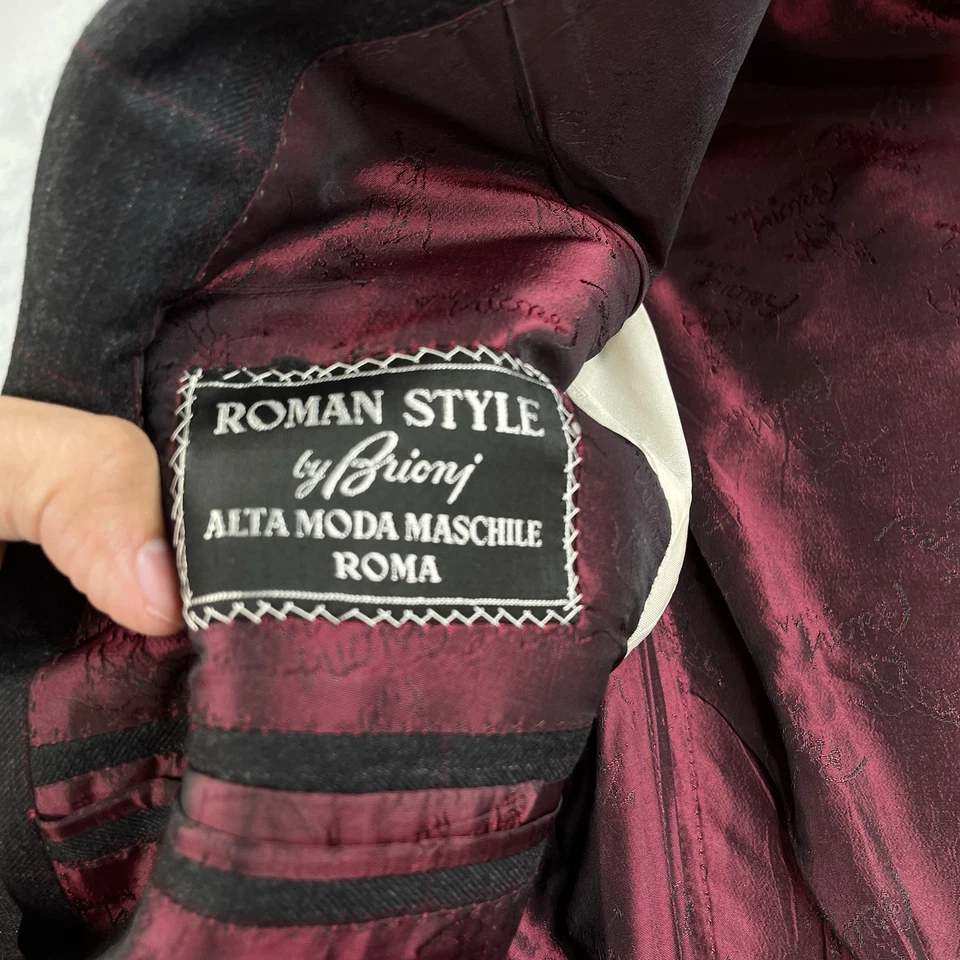 ROMAN STYLE
by Brioni
ALTA MODA MASCHILE
ROMA